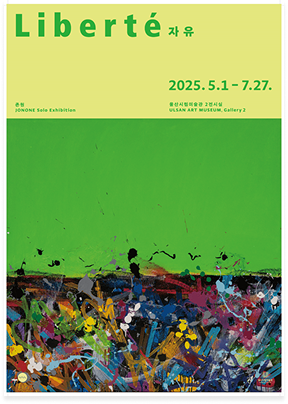 Liberté 자유
2025. 5.1 – 7.27.
존원
JONONE Solo Exhibition
울산시립미술관 2전시실
ULSAN ART MUSEUM, Gallery 2